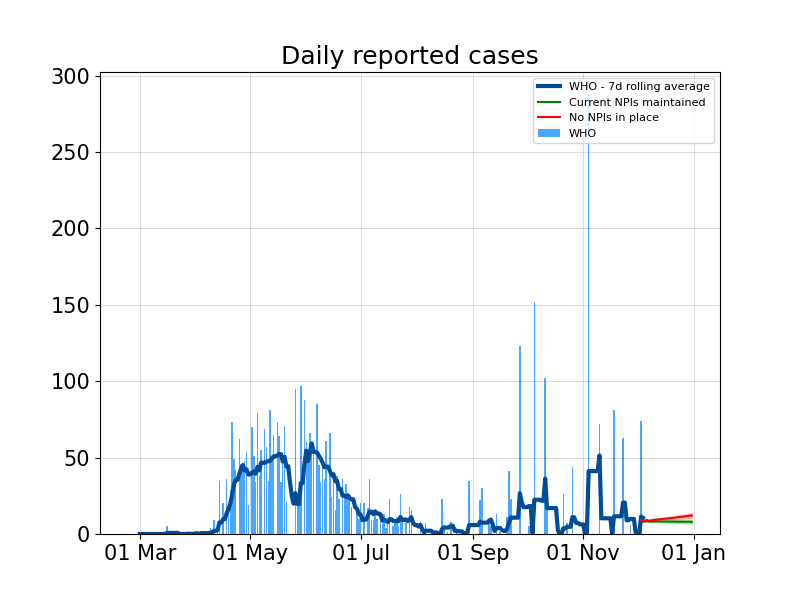 Daily reported cases
300
250
200
150
100
50
0
WHO - 7d rolling average
Current NPIs maintained
No NPIs in place
WHO
01 Mar
01 May
01 Jul
01 Sep
01 Nov
01 Jan